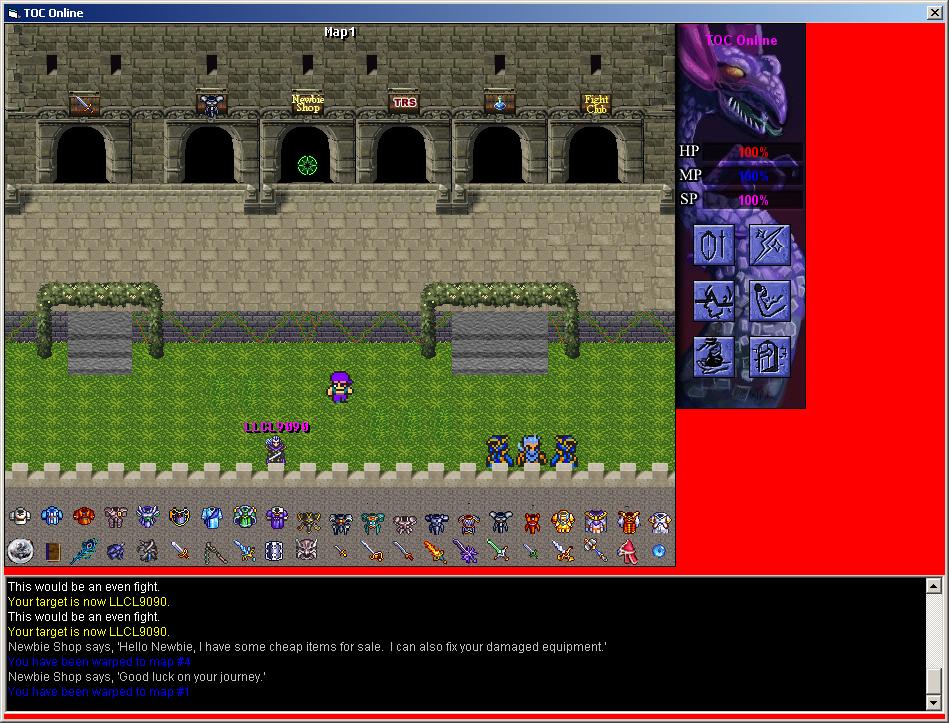 TOC Online
Map1
TOC Online
Newbie
Shop
TRS
Fight
Club
HP 100%
MP 100%
SP 100%
LLCL9090
This would be an even fight.
Your target is now LLCL9090.
This would be an even fight.
Your target is now LLCL9090.
Newbie Shop says, 'Hello Newbie, I have some cheap items for sale.  I can also fix your damaged equipment.'
You have been warped to map #4
Newbie Shop says, 'Good luck on your journey.'
You have been warped to map #1